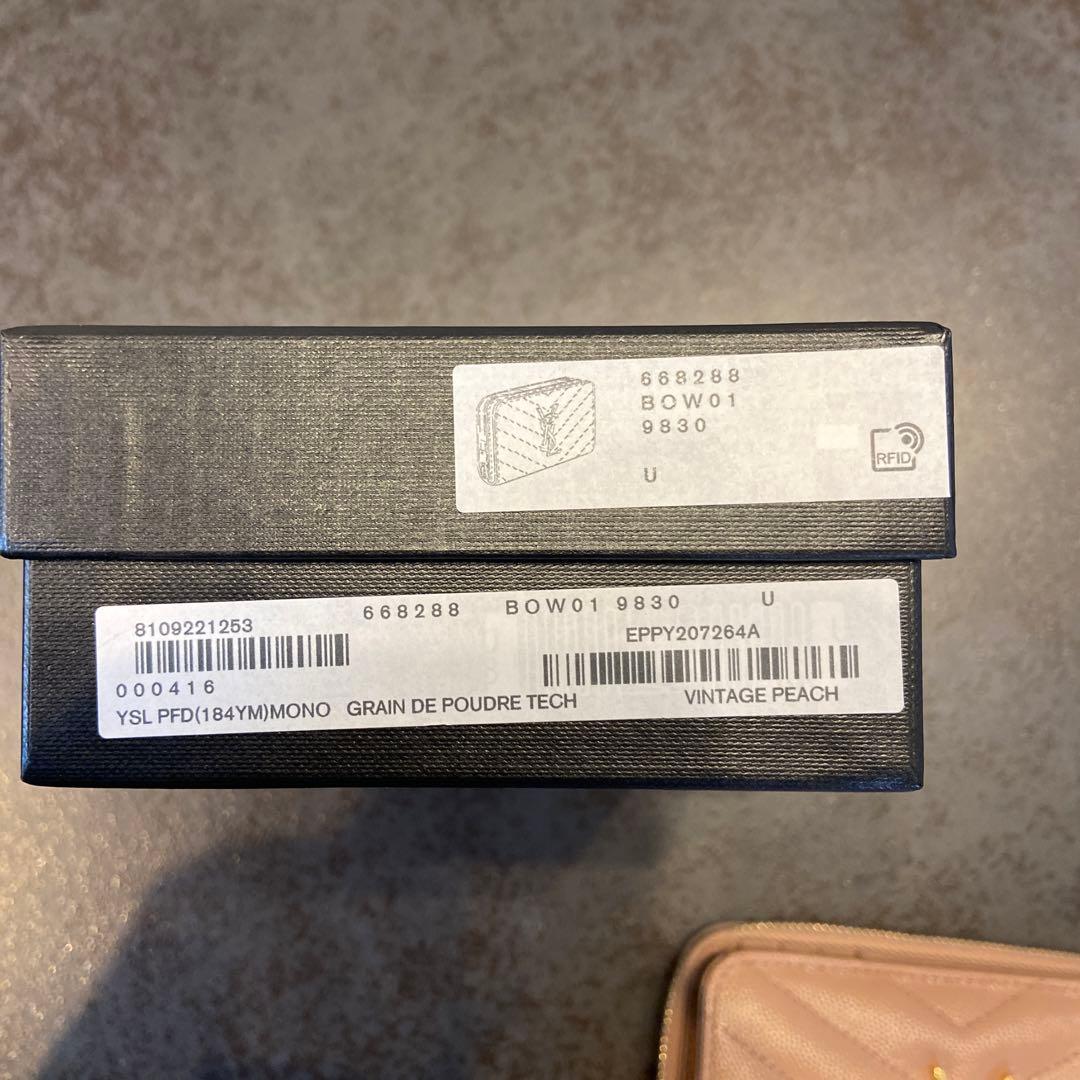 668288
BOW01
9830
U
RFID
668288 BOW01 9830 U
8109221253 EPPY207264A
000416
YSL PFD(184YM)MONO GRAIN DE POUDRE TECH VINTAGE PEACH